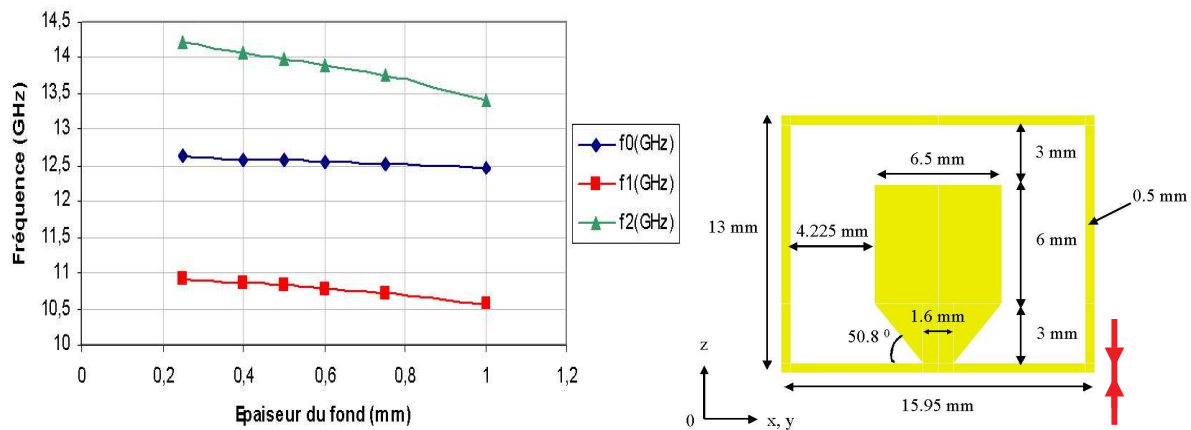 Fréquence (GHz)
14,5
14
13,5
13
12,5
12
11,5
11
10,5
10
0
0,2
0,4
0,6
0,8
1
1,2
Epaiseur du fond (mm)
f0(GHz)
f1(GHz)
f2(GHz)
6.5 mm
3 mm
0.5 mm
4.225 mm
13 mm
6 mm
1.6 mm
50.8 0
3 mm
z
0
x, y
15.95 mm